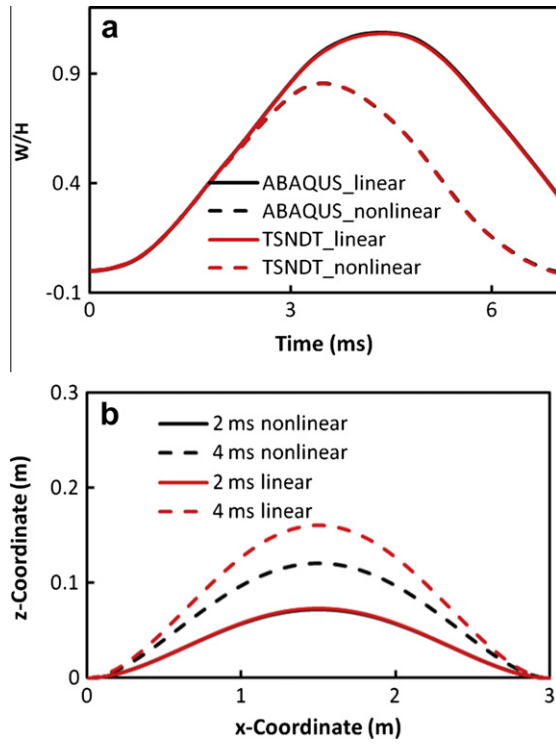 a
0.9
0.4
-0.1
W/H
ABAQUS_linear
ABAQUS_nonlinear
TSNDT_linear
TSNDT_nonlinear
0
3
6
Time (ms)
b
0.3
0.2
0.1
0
z-Coordinate (m)
2 ms nonlinear
4 ms nonlinear
2 ms linear
4 ms linear
0
1
2
3
x-Coordinate (m)